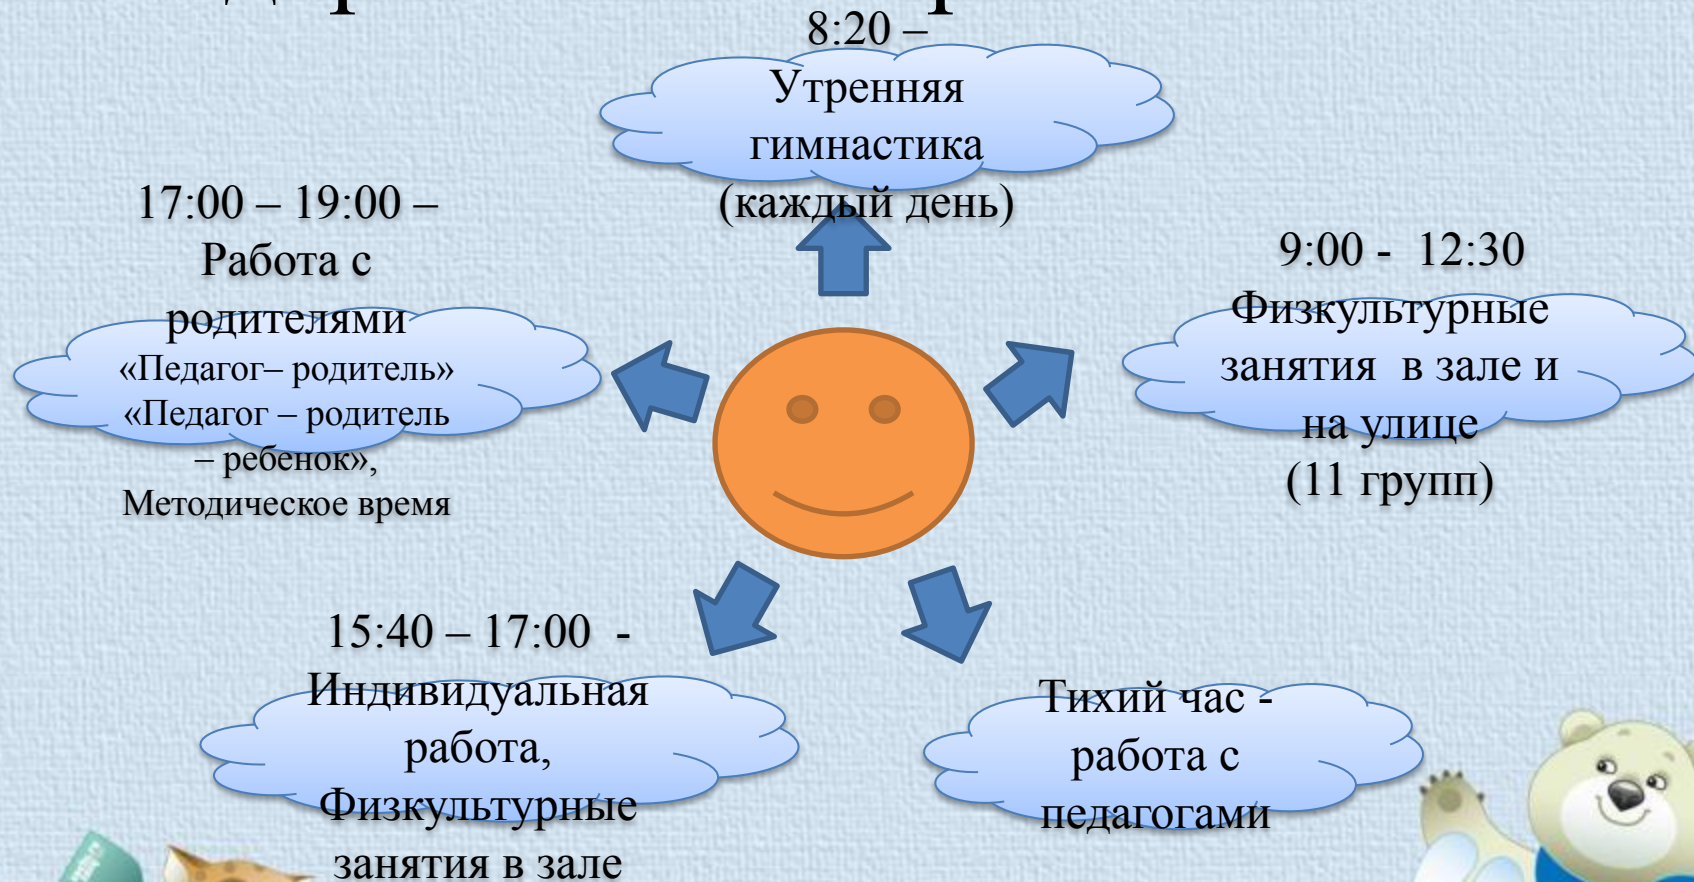 8:20 –
Утренняя
гимнастика
(каждый день)
17:00 – 19:00 –
Работа с
родителями
«Педагог– родитель»
«Педагог – родитель
– ребенок»,
Методическое время
9:00 - 12:30
Физкультурные
занятия в зале и
на улице
(11 групп)
15:40 – 17:00 -
Индивидуальная
работа,
Физкультурные
занятия в зале
Тихий час -
работа с
педагогами